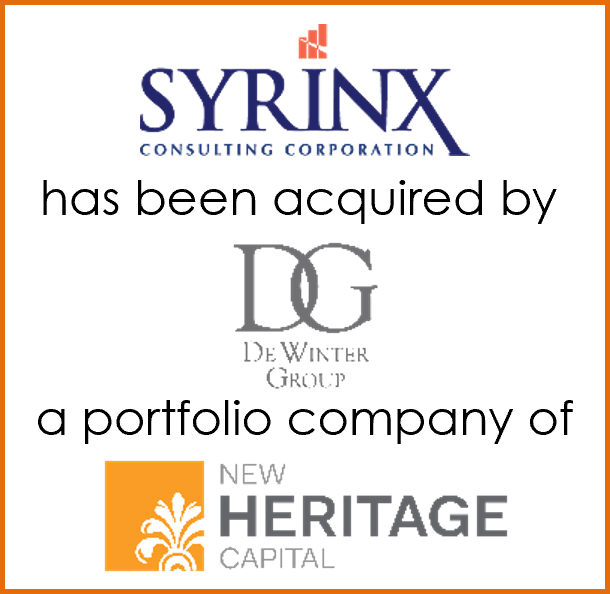 SYRINX
CONSULTING CORPORATION
has been acquired by
DG
DE WINTER
GROUP
a portfolio company of
NEW
HERITAGE
CAPITAL